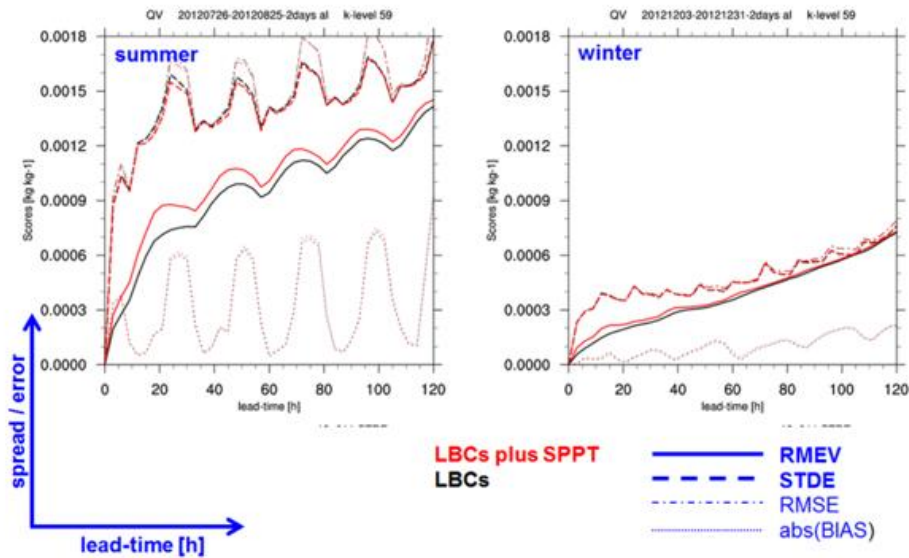 QV 20120726-20120825-2days al k-level 59
summer
Scores [kg kg-1]
0.0018
0.0015
0.0012
0.0009
0.0006
0.0003
0.0000
0 20 40 60 80 100 120
lead-time [h]
QV 20121203-20121231-2days al k-level 59
winter
Scores [kg kg-1]
0.0018
0.0015
0.0012
0.0009
0.0006
0.0003
0.0000
0 20 40 60 80 100 120
lead-time [h]
spread / error
lead-time [h]
LBCs plus SPPT
LBCs
RMEV
STDE
RMSE
abs(BIAS)